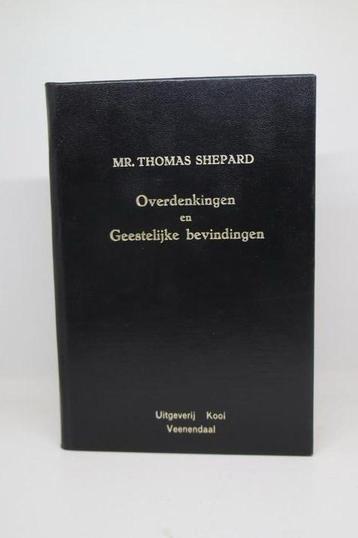 MR. THOMAS SHEPARD
Overdenkingen
en
Geestelijke bevindingen
Uitgeverij Kooi
Veenendaal